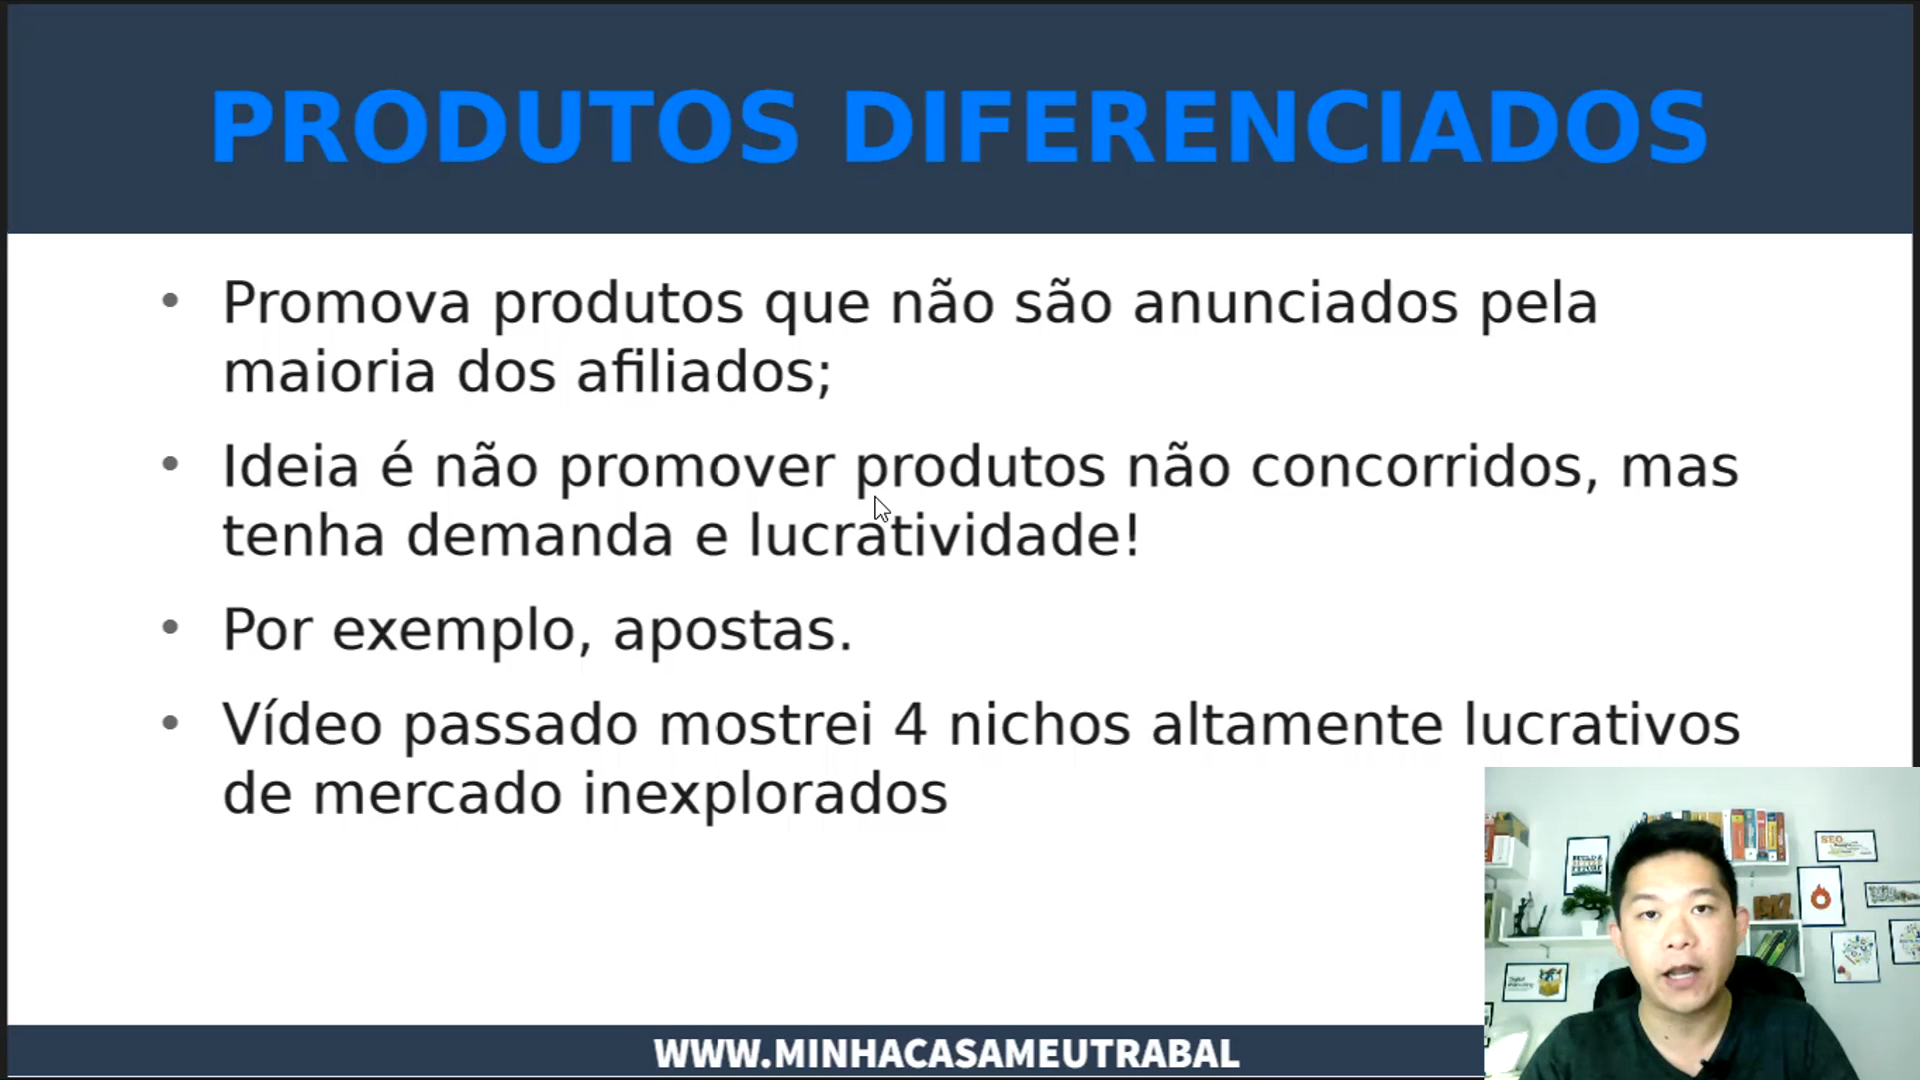 PRODUTOS DIFERENCIADOS
• Promova produtos que não são anunciados pela
maioria dos afiliados;
• Ideia é não promover produtos não concorridos, mas
tenha demanda e lucratividade!
• Por exemplo, apostas.
• Vídeo passado mostrei 4 nichos altamente lucrativos
de mercado inexplorados
SEO
WWW.MINHACASAMEUTRABAL